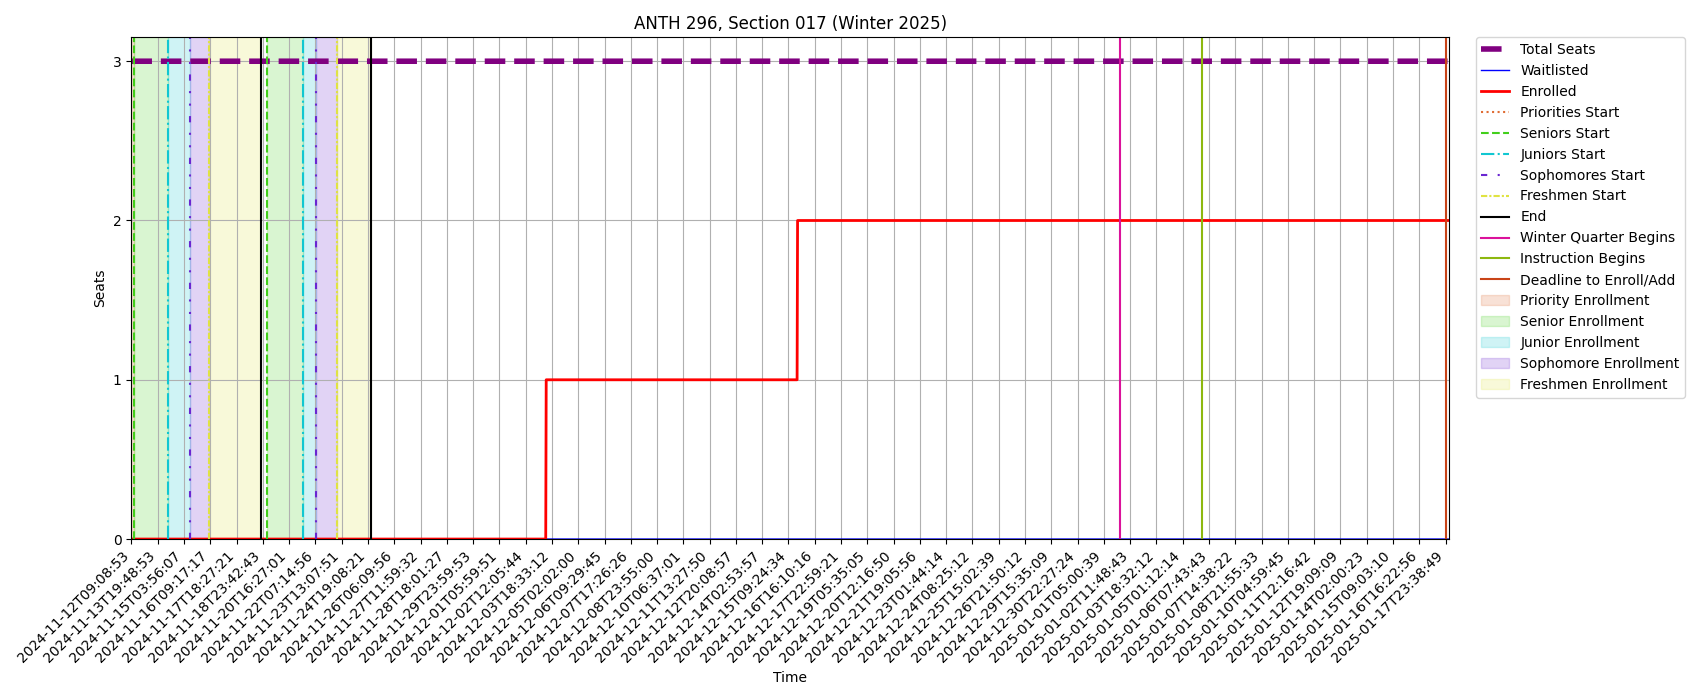 ANTH 296, Section 017 (Winter 2025)
Seats
3
2
1
0
2024-11-12T09:08:53
2024-11-13T19:48:53
2024-11-15T03:56:07
2024-11-16T09:17:17
2024-11-17T18:27:21
2024-11-18T23:42:43
2024-11-20T16:27:01
2024-11-22T07:14:56
2024-11-23T13:07:51
2024-11-24T19:08:21
2024-11-26T06:09:56
2024-11-27T11:59:32
2024-11-28T18:01:27
2024-11-29T23:59:53
2024-12-01T05:59:51
2024-12-02T12:05:44
2024-12-03T18:33:12
2024-12-05T02:02:00
2024-12-06T09:29:45
2024-12-07T17:26:26
2024-12-08T23:55:00
2024-12-10T06:37:01
2024-12-11T13:27:50
2024-12-12T20:08:57
2024-12-14T02:53:57
2024-12-15T09:24:34
2024-12-16T16:10:16
2024-12-17T22:59:21
2024-12-19T05:35:05
2024-12-20T12:16:50
2024-12-21T19:05:56
2024-12-23T01:44:14
2024-12-24T08:25:12
2024-12-25T15:02:39
2024-12-26T21:50:12
2024-12-29T15:35:09
2024-12-30T22:27:24
2025-01-01T05:00:39
2025-01-02T11:48:43
2025-01-03T18:32:12
2025-01-05T01:12:14
2025-01-06T07:43:43
2025-01-07T14:38:22
2025-01-08T21:55:33
2025-01-10T04:59:45
2025-01-11T12:16:42
2025-01-12T19:09:09
2025-01-14T02:00:23
2025-01-15T09:03:10
2025-01-16T16:22:56
2025-01-17T23:38:49
Time
Total Seats
Waitlisted
Enrolled
Priorities Start
Seniors Start
Juniors Start
Sophomores Start
Freshmen Start
End
Winter Quarter Begins
Instruction Begins
Deadline to Enroll/Add
Priority Enrollment
Senior Enrollment
Junior Enrollment
Sophomore Enrollment
Freshmen Enrollment